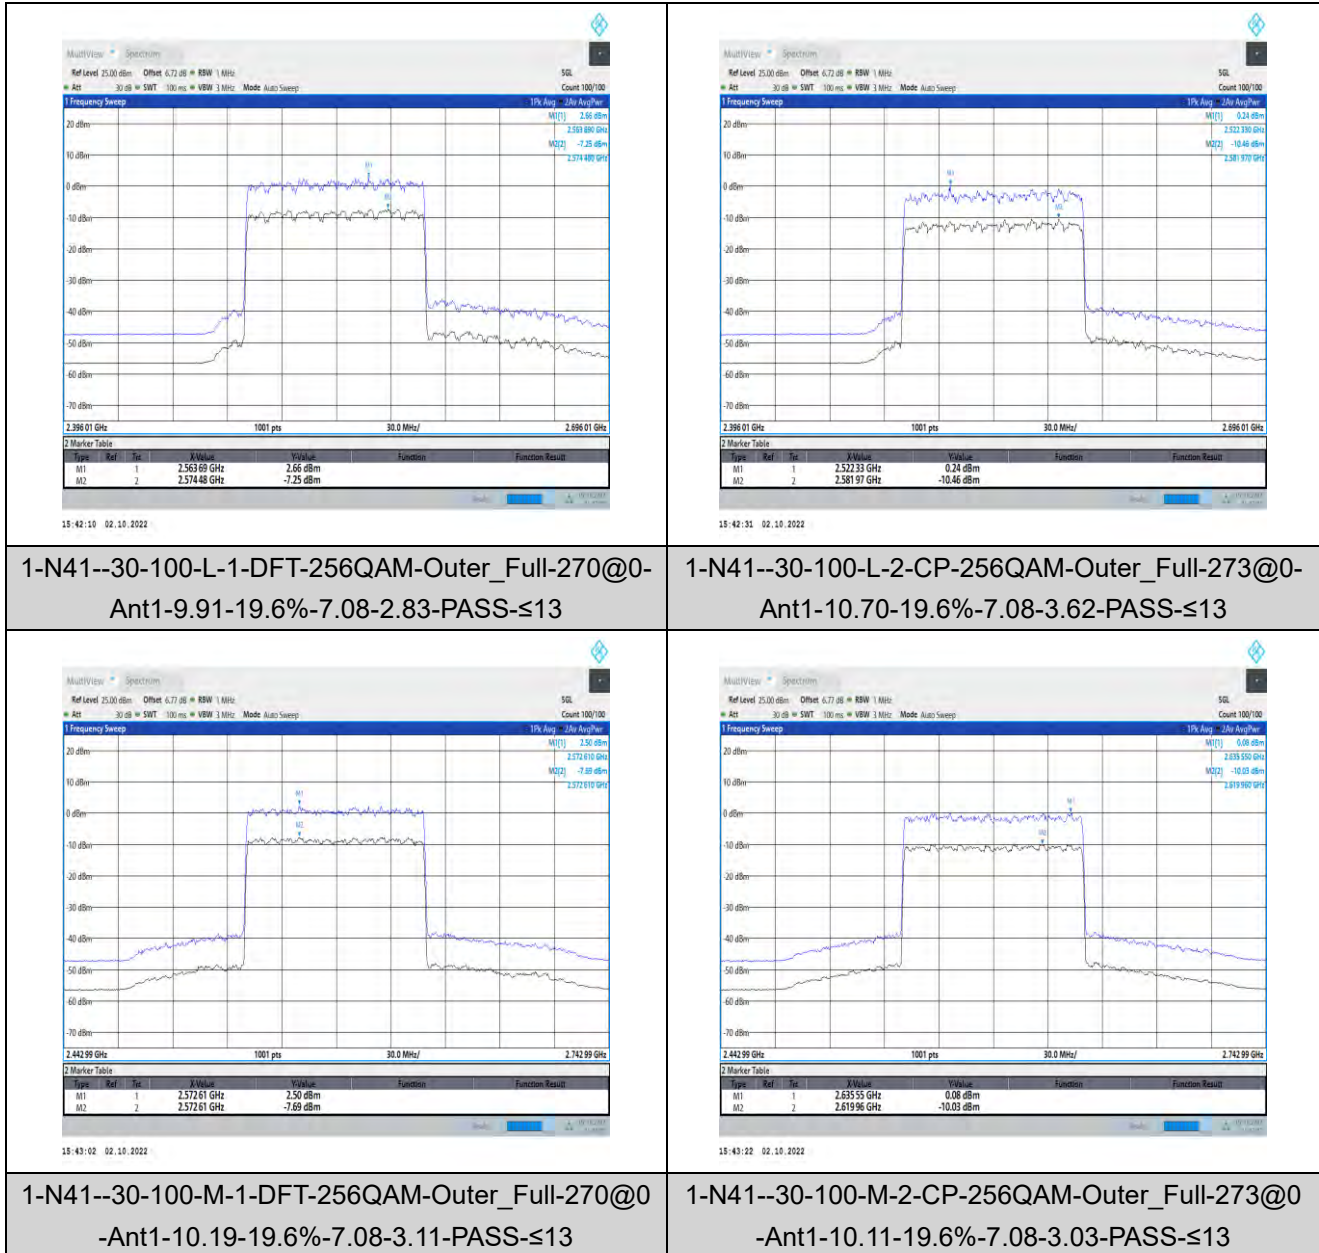 MultiView Spectrum
Ref Level 25.00 dBm Offset 6.72 dB RBW 1 MHz SGL
Att 30 dB SWT 100 ms VBW 3 MHz Mode Auto Sweep Count 100/100
1 Frequency Sweep 1Pk Avg 2Av AvgPwr
M1[1] 2.66 dBm
2.563 690 GHz
M2[2] -7.25 dBm
2.574 480 GHz
20 dBm
10 dBm
M1
0 dBm
M2
-10 dBm
-20 dBm
-30 dBm
-40 dBm
-50 dBm
-60 dBm
-70 dBm
2.396 01 GHz 1001 pts 30.0 MHz/ 2.696 01 GHz
2 Marker Table
Type Ref Trc X-Value Y-Value Function Function Result
M1 1 2.563 69 GHz 2.66 dBm
M2 2 2.574 48 GHz -7.25 dBm
15:42:10 02.10.2022
1-N41--30-100-L-1-DFT-256QAM-Outer_Full-270@0-
Ant1-9.91-19.6%-7.08-2.83-PASS-≤13
MultiView Spectrum
Ref Level 25.00 dBm Offset 6.72 dB RBW 1 MHz SGL
Att 30 dB SWT 100 ms VBW 3 MHz Mode Auto Sweep Count 100/100
1 Frequency Sweep 1Pk Avg 2Av AvgPwr
M1[1] 0.24 dBm
2.522 330 GHz
M2[2] -10.46 dBm
2.581 970 GHz
20 dBm
10 dBm
M1
0 dBm
M2
-10 dBm
-20 dBm
-30 dBm
-40 dBm
-50 dBm
-60 dBm
-70 dBm
2.396 01 GHz 1001 pts 30.0 MHz/ 2.696 01 GHz
2 Marker Table
Type Ref Trc X-Value Y-Value Function Function Result
M1 1 2.522 33 GHz 0.24 dBm
M2 2 2.581 97 GHz -10.46 dBm
15:42:31 02.10.2022
1-N41--30-100-L-2-CP-256QAM-Outer_Full-273@0-
Ant1-10.70-19.6%-7.08-3.62-PASS-≤13
MultiView Spectrum
Ref Level 25.00 dBm Offset 6.77 dB RBW 1 MHz SGL
Att 30 dB SWT 100 ms VBW 3 MHz Mode Auto Sweep Count 100/100
1 Frequency Sweep 1Pk Avg 2Av AvgPwr
M1[1] 2.50 dBm
2.572 610 GHz
M2[2] -7.69 dBm
2.572 610 GHz
20 dBm
10 dBm
M1
0 dBm
M2
-10 dBm
-20 dBm
-30 dBm
-40 dBm
-50 dBm
-60 dBm
-70 dBm
2.442 99 GHz 1001 pts 30.0 MHz/ 2.742 99 GHz
2 Marker Table
Type Ref Trc X-Value Y-Value Function Function Result
M1 1 2.572 61 GHz 2.50 dBm
M2 2 2.572 61 GHz -7.69 dBm
15:43:02 02.10.2022
1-N41--30-100-M-1-DFT-256QAM-Outer_Full-270@0
-Ant1-10.19-19.6%-7.08-3.11-PASS-≤13
MultiView Spectrum
Ref Level 25.00 dBm Offset 6.77 dB RBW 1 MHz SGL
Att 30 dB SWT 100 ms VBW 3 MHz Mode Auto Sweep Count 100/100
1 Frequency Sweep 1Pk Avg 2Av AvgPwr
M1[1] 0.08 dBm
2.635 550 GHz
M2[2] -10.03 dBm
2.619 960 GHz
20 dBm
10 dBm
M1
0 dBm
M2
-10 dBm
-20 dBm
-30 dBm
-40 dBm
-50 dBm
-60 dBm
-70 dBm
2.442 99 GHz 1001 pts 30.0 MHz/ 2.742 99 GHz
2 Marker Table
Type Ref Trc X-Value Y-Value Function Function Result
M1 1 2.635 55 GHz 0.08 dBm
M2 2 2.619 96 GHz -10.03 dBm
15:43:22 02.10.2022
1-N41--30-100-M-2-CP-256QAM-Outer_Full-273@0
-Ant1-10.11-19.6%-7.08-3.03-PASS-≤13